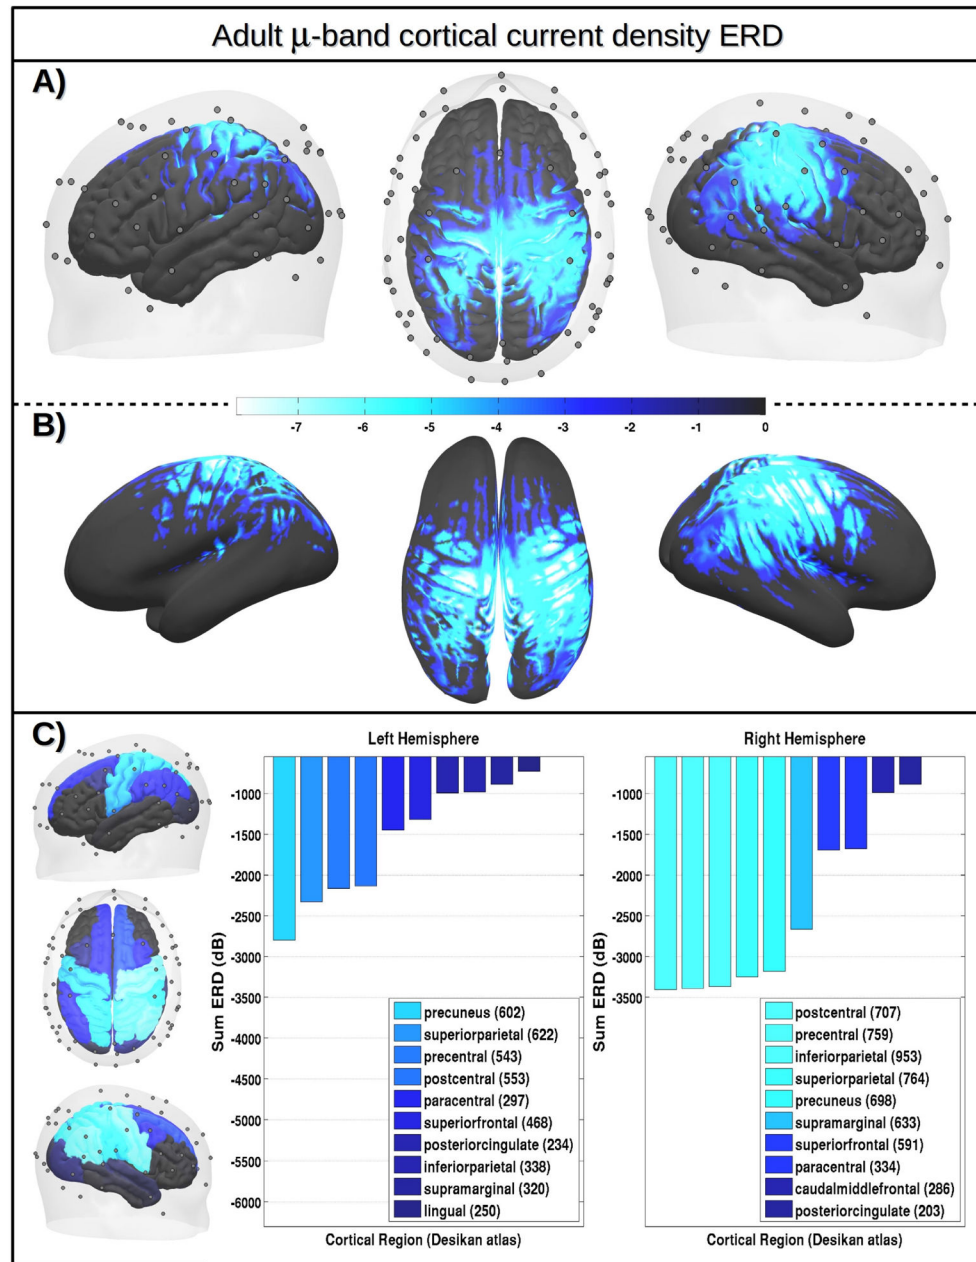 Adult μ-band cortical current density ERD
A)
-7 -6 -5 -4 -3 -2 -1 0
B)
C)
Left Hemisphere
-1000
-1500
-2000
-2500
-3000
-3500
-4000
-4500
-5000
-5500
-6000
Sum ERD (dB)
precuneus (602)
superiorparietal (622)
precentral (543)
postcentral (553)
paracentral (297)
superiorfrontal (468)
posteriorcingulate (234)
inferiorparietal (338)
supramarginal (320)
lingual (250)
Cortical Region (Desikan atlas)
Right Hemisphere
-1000
-1500
-2000
-2500
-3000
-3500
Sum ERD (dB)
postcentral (707)
precentral (759)
inferiorparietal (953)
superiorparietal (764)
precuneus (698)
supramarginal (633)
superiorfrontal (591)
paracentral (334)
caudalmiddlefrontal (286)
posteriorcingulate (203)
Cortical Region (Desikan atlas)